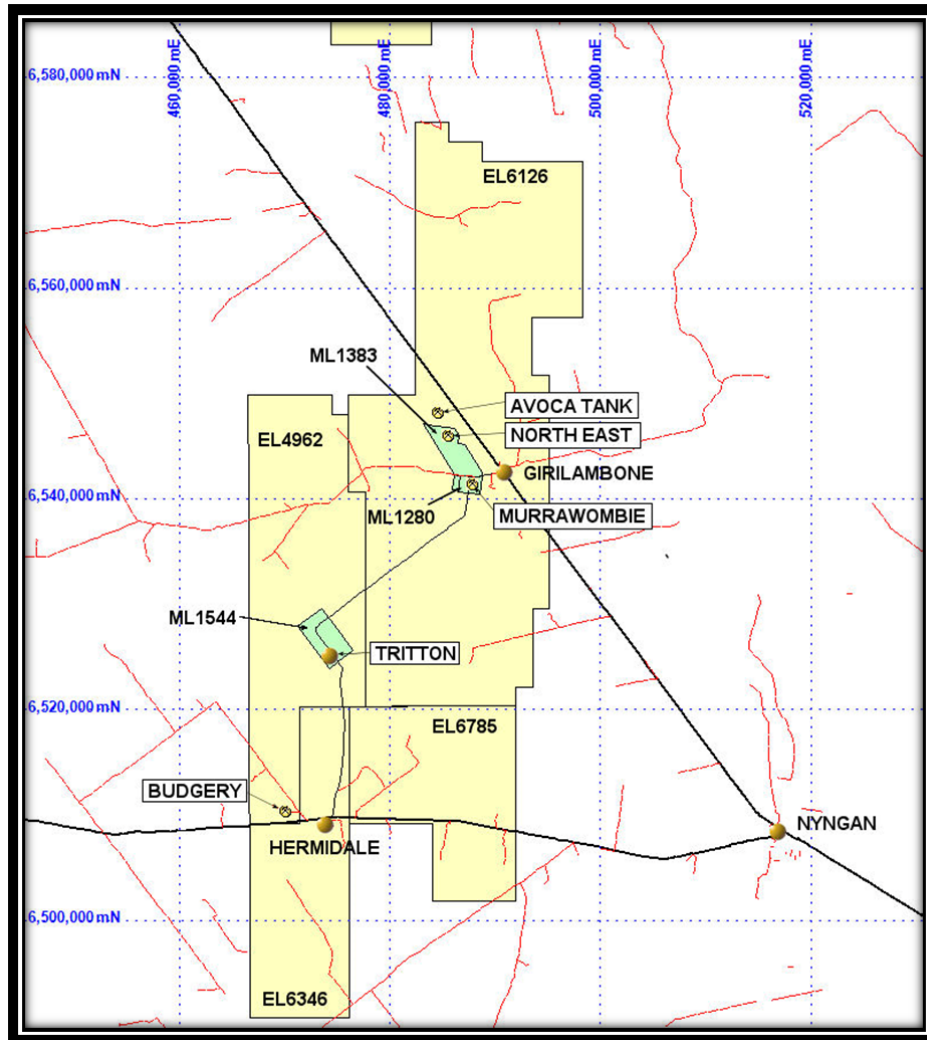 460,000 mE
480,000 mE
500,000 mE
520,000 mE
6,580,000 mN
EL6126
6,560,000 mN
ML1383
AVOCA TANK
EL4962
NORTH EAST
GIRILAMBONE
6,540,000 mN
ML1280
MURRAWOMBIE
ML1544
TRITTON
6,520,000 mN
EL6785
BUDGERY
NYNGAN
HERMIDALE
6,500,000 mN
EL6346